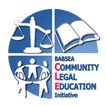 BABSEA
COMMUNITY
LEGAL
EDUCATION
Initiative